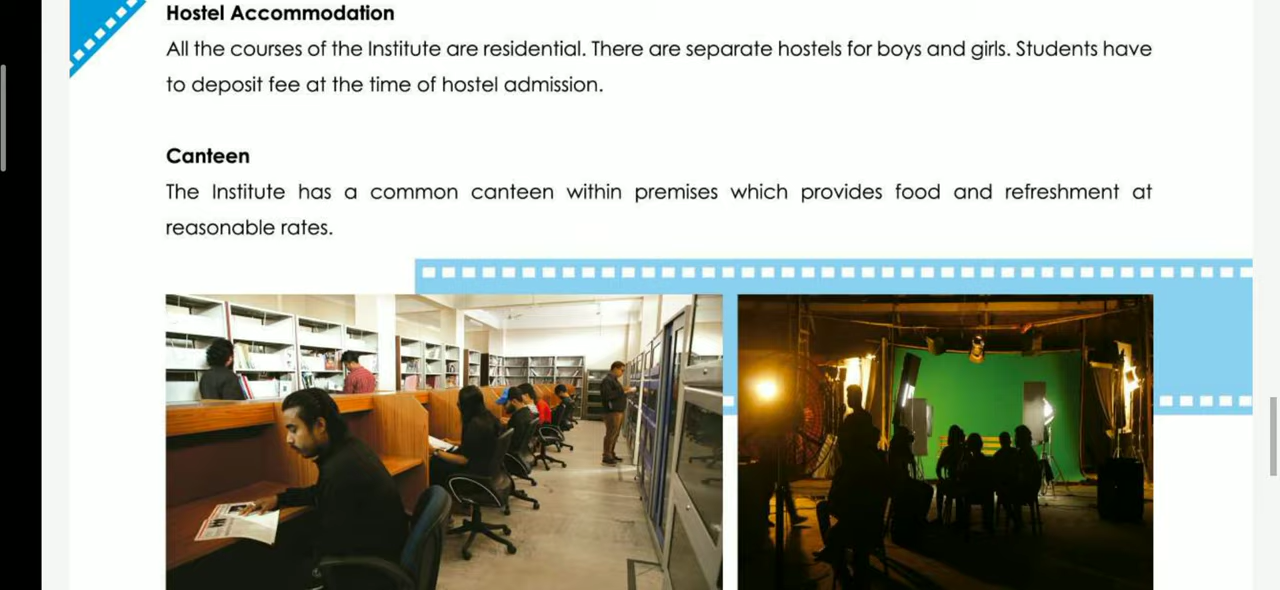 Hostel Accommodation
All the courses of the Institute are residential. There are separate hostels for boys and girls. Students have
to deposit fee at the time of hostel admission.
Canteen
The Institute has a common canteen within premises which provides food and refreshment at
reasonable rates.